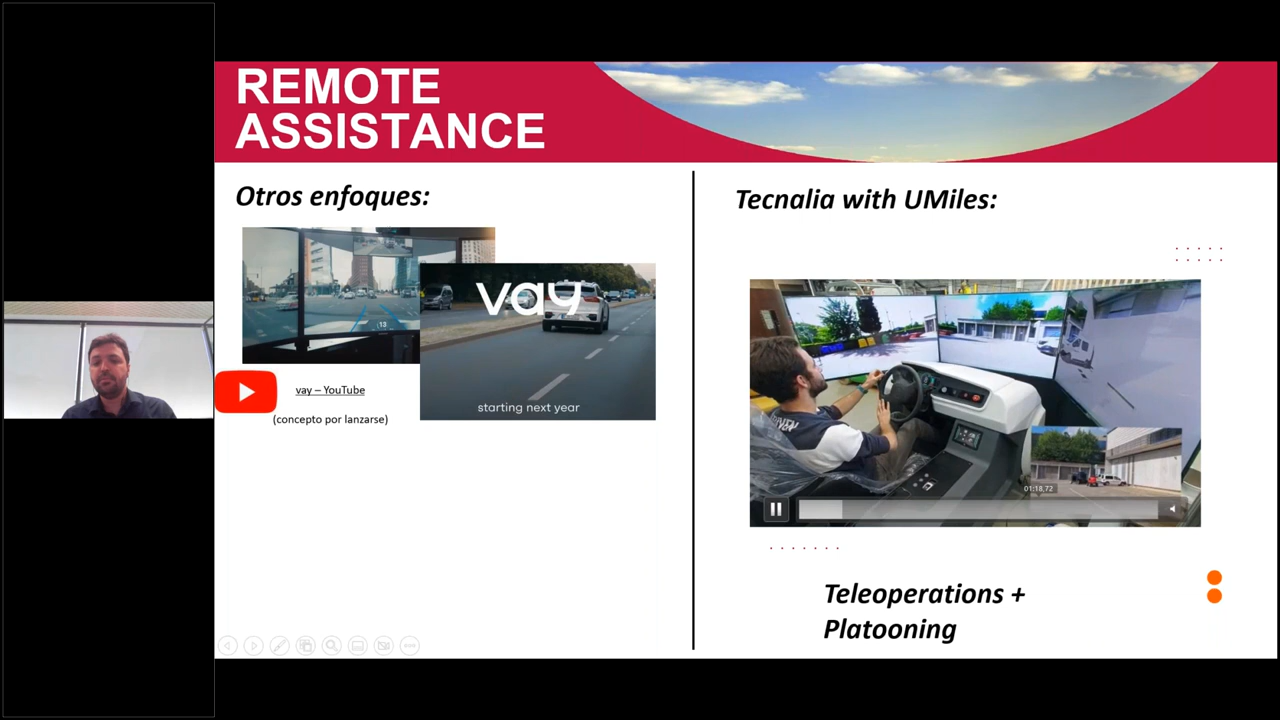 REMOTE
ASSISTANCE
Otros enfoques:
vay
starting next year
vay – YouTube
(concepto por lanzarse)
Tecnalia with UMiles:
01:18,72
Teleoperations +
Platooning